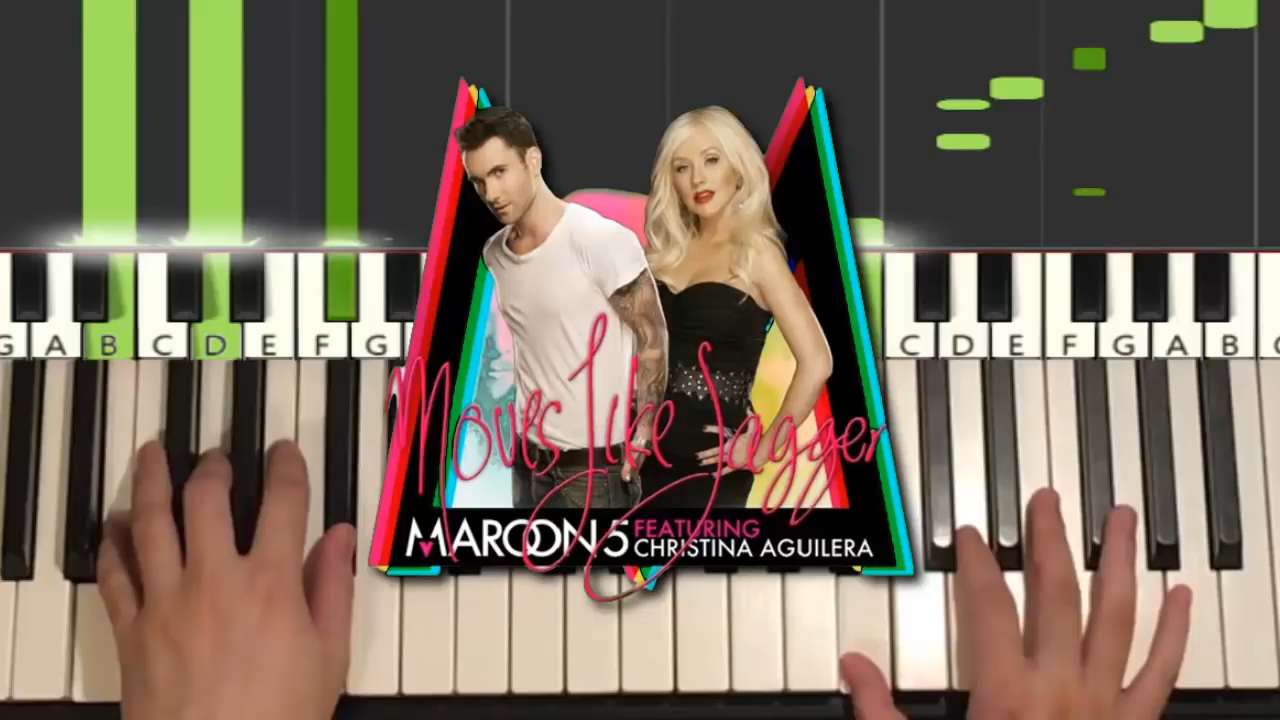 G A B C D E F G C D E F G A B C
Moves Like Jagger
MAROON 5 FEATURING
CHRISTINA AGUILERA